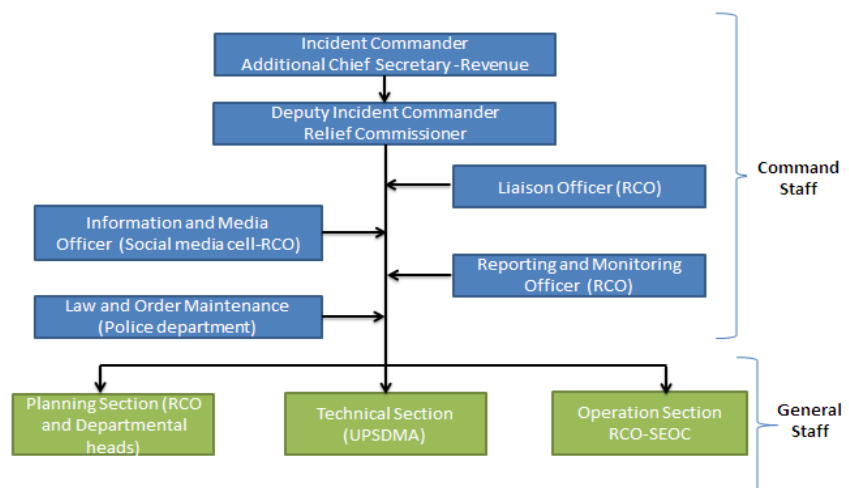 Incident Commander
Additional Chief Secretary -Revenue
Deputy Incident Commander
Relief Commissioner
Command
Staff
Liaison Officer (RCO)
Information and Media
Officer (Social media cell-RCO)
Reporting and Monitoring
Officer (RCO)
Law and Order Maintenance
(Police department)
Planning Section (RCO
and Departmental
heads)
Technical Section
(UPSDMA)
Operation Section
RCO-SEOC
General
Staff